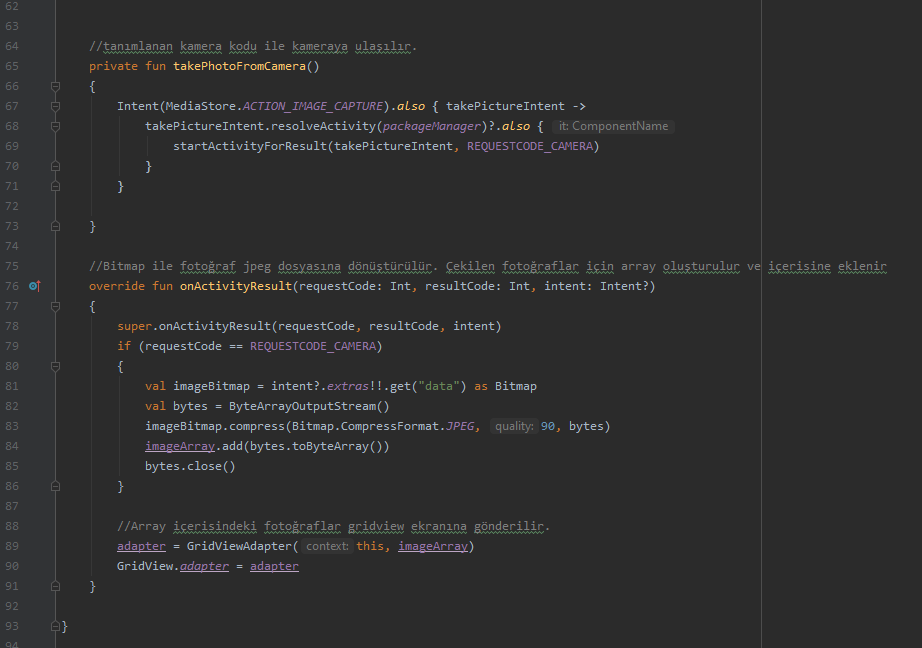 62
63
64 //tanımlanan kamera kodu ile kameraya ulaşılır.
65 private fun takePhotoFromCamera()
66 {
67 Intent(MediaStore.ACTION_IMAGE_CAPTURE).also { takePictureIntent ->
68 takePictureIntent.resolveActivity(packageManager)?.also { it: ComponentName
69 startActivityForResult(takePictureIntent, REQUESTCODE_CAMERA)
70 }
71 }
72
73 }
74
75 //Bitmap ile fotoğraf jpeg dosyasına dönüştürülür. Çekilen fotoğraflar için array oluşturulur ve içerisine eklenir
76 override fun onActivityResult(requestCode: Int, resultCode: Int, intent: Intent?)
77 {
78 super.onActivityResult(requestCode, resultCode, intent)
79 if (requestCode == REQUESTCODE_CAMERA)
80 {
81 val imageBitmap = intent?.extras!!.get("data") as Bitmap
82 val bytes = ByteArrayOutputStream()
83 imageBitmap.compress(Bitmap.CompressFormat.JPEG, quality: 90, bytes)
84 imageArray.add(bytes.toByteArray())
85 bytes.close()
86 }
87
88 //Array içerisindeki fotoğraflar gridview ekranına gönderilir.
89 adapter = GridViewAdapter( context: this, imageArray)
90 GridView.adapter = adapter
91 }
92
93 }
94